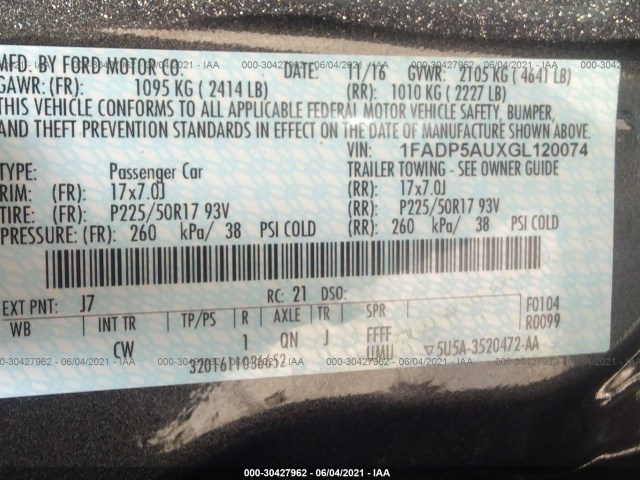 MFD. BY FORD MOTOR CO. DATE: 11/16 GVWR: 2105 KG ( 4641 LB)
000-30427962 - 06/04/2021 - IAA 000-30427962 - 06/04/2021 - IAA
GAWR: (FR): 1095 KG ( 2414 LB) (RR): 1010 KG ( 2227 LB)
THIS VEHICLE CONFORMS TO ALL APPLICABLE FEDERAL MOTOR VEHICLE SAFETY, BUMPER,
AND THEFT PREVENTION STANDARDS IN EFFECT ON THE DATE OF MANUFACTURE SHOWN ABOVE.
VIN: 1FADP5AUXGL120074
TYPE: Passenger Car TRAILER TOWING - SEE OWNER GUIDE
RIM: (FR): 17x7.0J (RR): 17x7.0J
TIRE: (FR): P225/50R17 93V (RR): P225/50R17 93V
PRESSURE: (FR): 260 kPa/ 38 PSI COLD (RR): 260 kPa/ 38 PSI COLD
EXT PNT: J7 RC: 21 DSO:
WB INT TR TP/PS R AXLE TR SPR F0104
R0099
CW 1 QN J FFFF
UMU ▽5U5A-3520472-AA
000-30427962 - 06/04/2021 - IAA 000-30427962 - 06/04/2021 - IAA
000-30427962 - 06/04/2021 - IAA